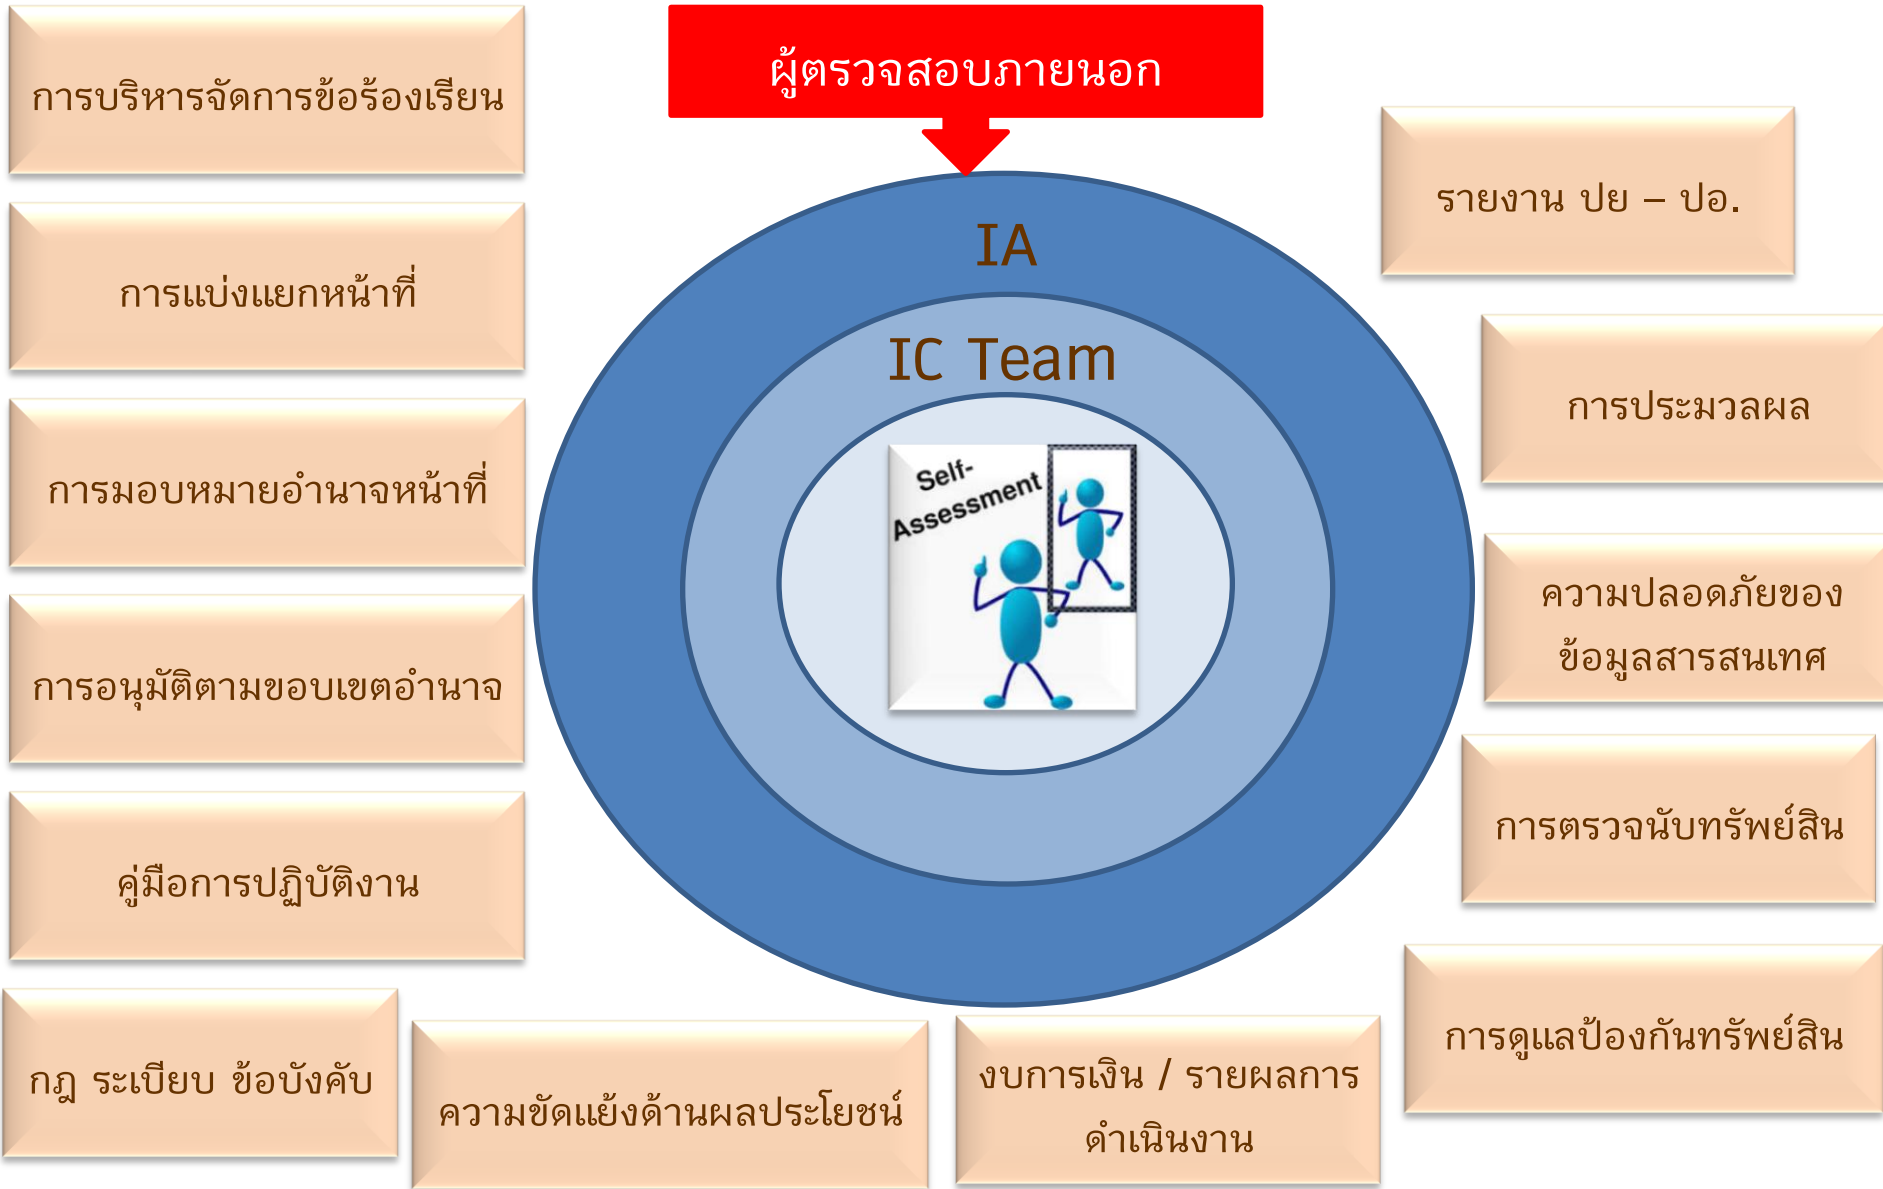 ผู้ตรวจสอบภายนอก
การบริหารจัดการข้อร้องเรียน
การแบ่งแยกหน้าที่
การมอบหมายอำนาจหน้าที่
การอนุมัติตามขอบเขตอำนาจ
คู่มือการปฏิบัติงาน
กฎ ระเบียบ ข้อบังคับ
ความขัดแย้งด้านผลประโยชน์
งบการเงิน / รายผลการ
ดำเนินงาน
IA
IC Team
Self-
Assessment
รายงาน ปย – ปอ.
การประมวลผล
ความปลอดภัยของ
ข้อมูลสารสนเทศ
การตรวจนับทรัพย์สิน
การดูแลป้องกันทรัพย์สิน